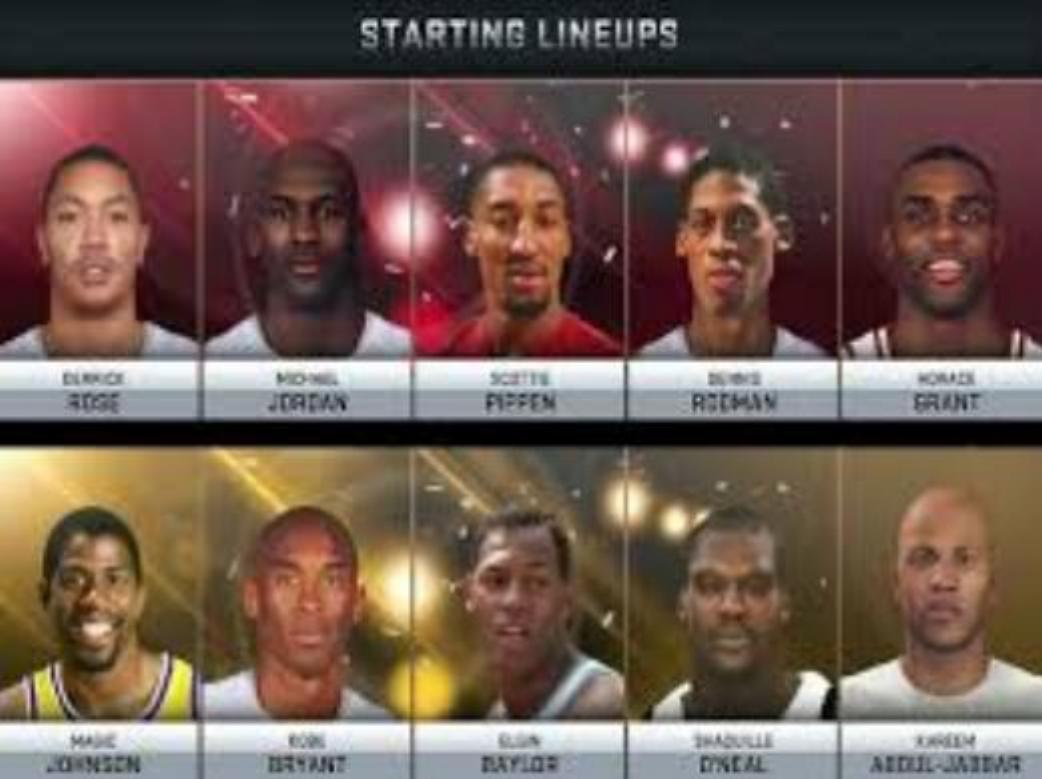 STARTING LINEUPS
DERRICK
ROSE
MICHAEL
JORDAN
SCOTTIE
PIPPEN
DENNIS
RODMAN
HORACE
GRANT
MAGIC
JOHNSON
KOBE
BRYANT
ELGIN
BAYLOR
SHAQUILLE
O'NEAL
KAREEM
ABDUL-JABBAR